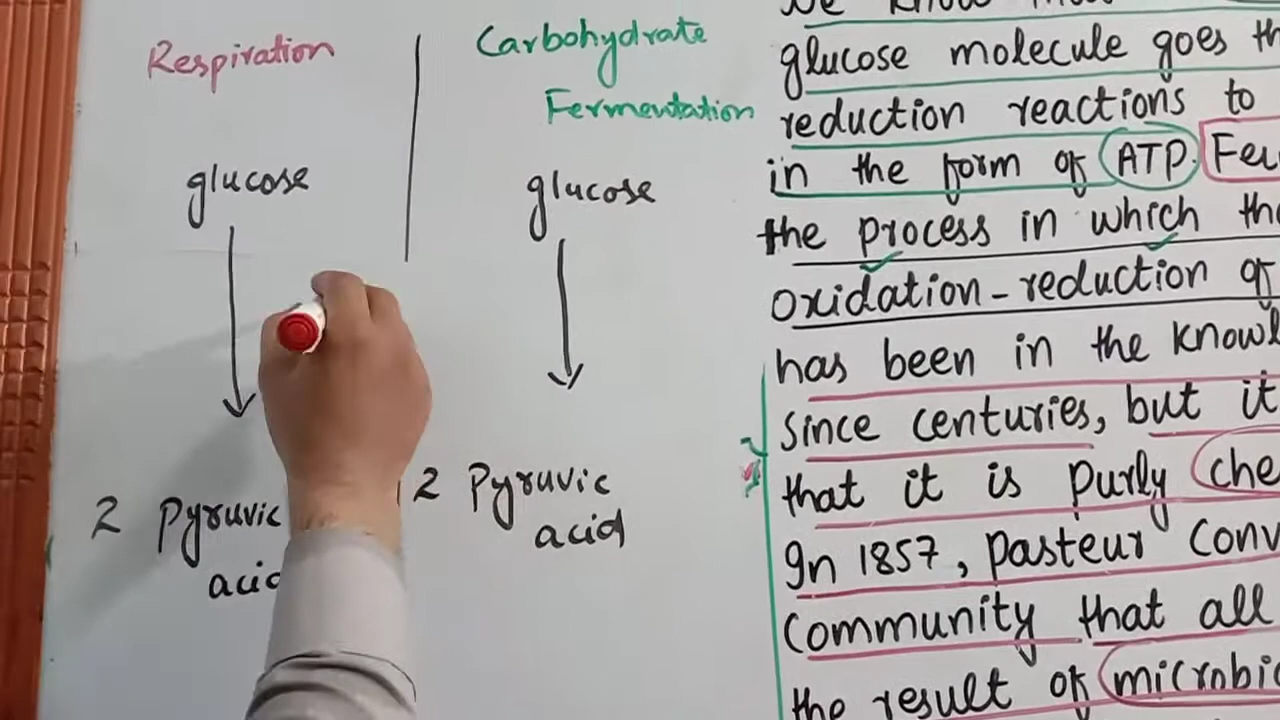 Respiration
glucose
2 Pyruvic
Carbohydrate
Fermentation
glucose
2 Pyruvic
acid
we know
glucose molecule goes
reduction reactions to
in the form of ATP.
the process in which
oxidation-reduction of
has been in the
since centuries, but it
that it is purly
In 1857, Pasteur
Community that all
the result of